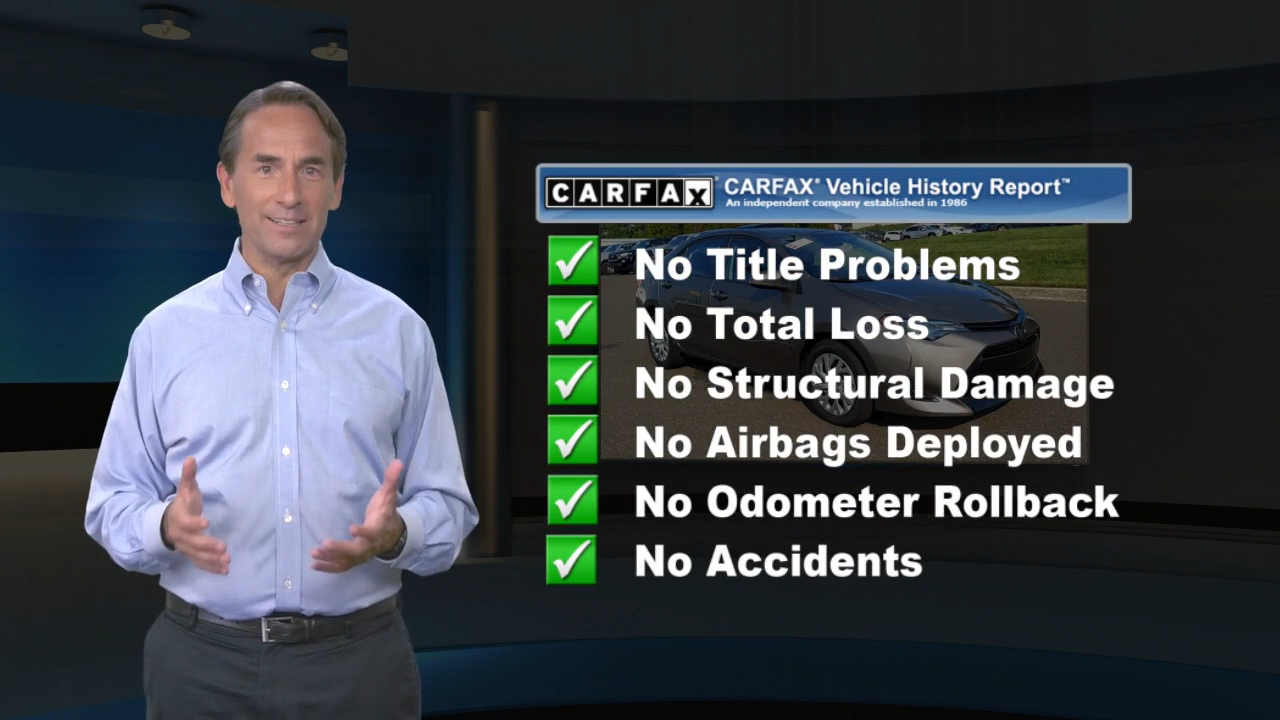 CARFAX
CARFAX® Vehicle History Report™
An independent company established in 1986
No Title Problems
No Total Loss
No Structural Damage
No Airbags Deployed
No Odometer Rollback
No Accidents